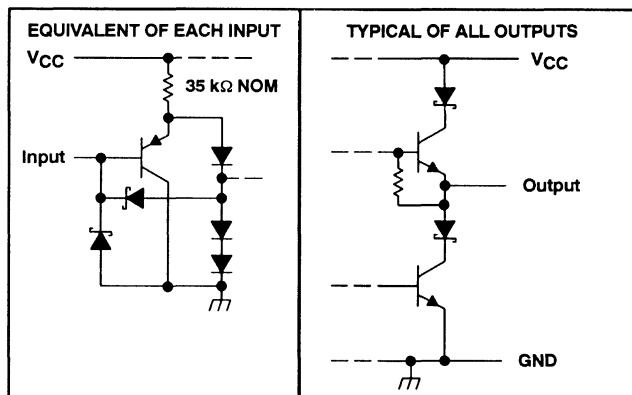 EQUIVALENT OF EACH INPUT
VCC
35 kΩ NOM
Input
TYPICAL OF ALL OUTPUTS
VCC
Output
GND